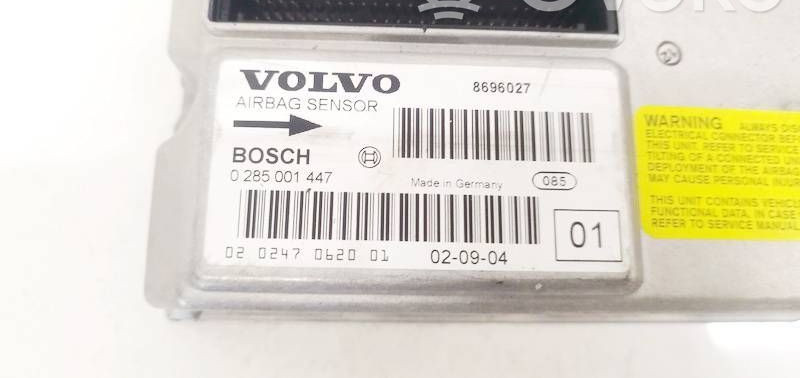 VOLVO
8696027
AIRBAG SENSOR
BOSCH
0 285 001 447
Made in Germany
085
02 0247 0620 01
02-09-04
01
WARNING ALWAYS
ELECTRICAL CONNECTOR
THIS UNIT. REFER TO SERVICE
TILTING OF A CONNECTED
DEPLOYMENT OF THE AIRBAG
MAY CAUSE PERSONAL
THIS UNIT CONTAINS
FUNCTIONAL DATA, IN CASE
REFER TO SERVICE MANUAL